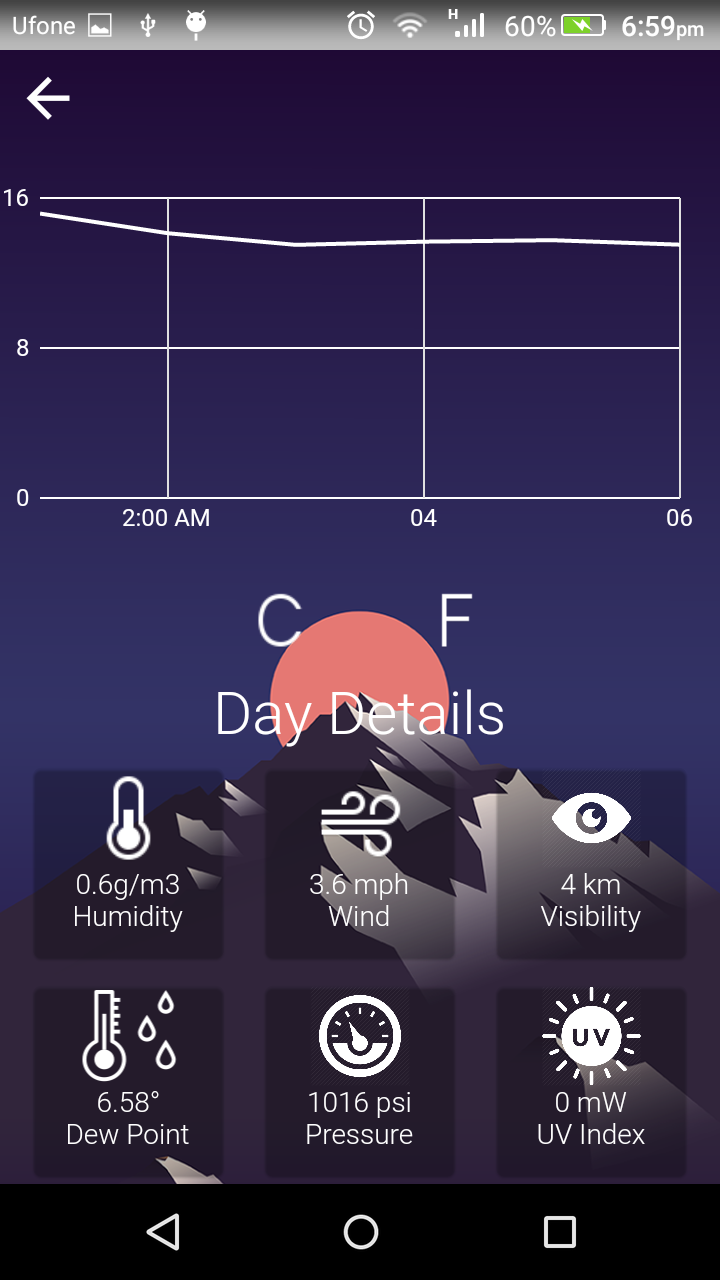 Ufone H 60% 6:59pm
16
8
0
2:00 AM 04 06
C F
Day Details
0.6g/m3 3.6 mph 4 km
Humidity Wind Visibility
UV
6.58° 1016 psi 0 mW
Dew Point Pressure UV Index